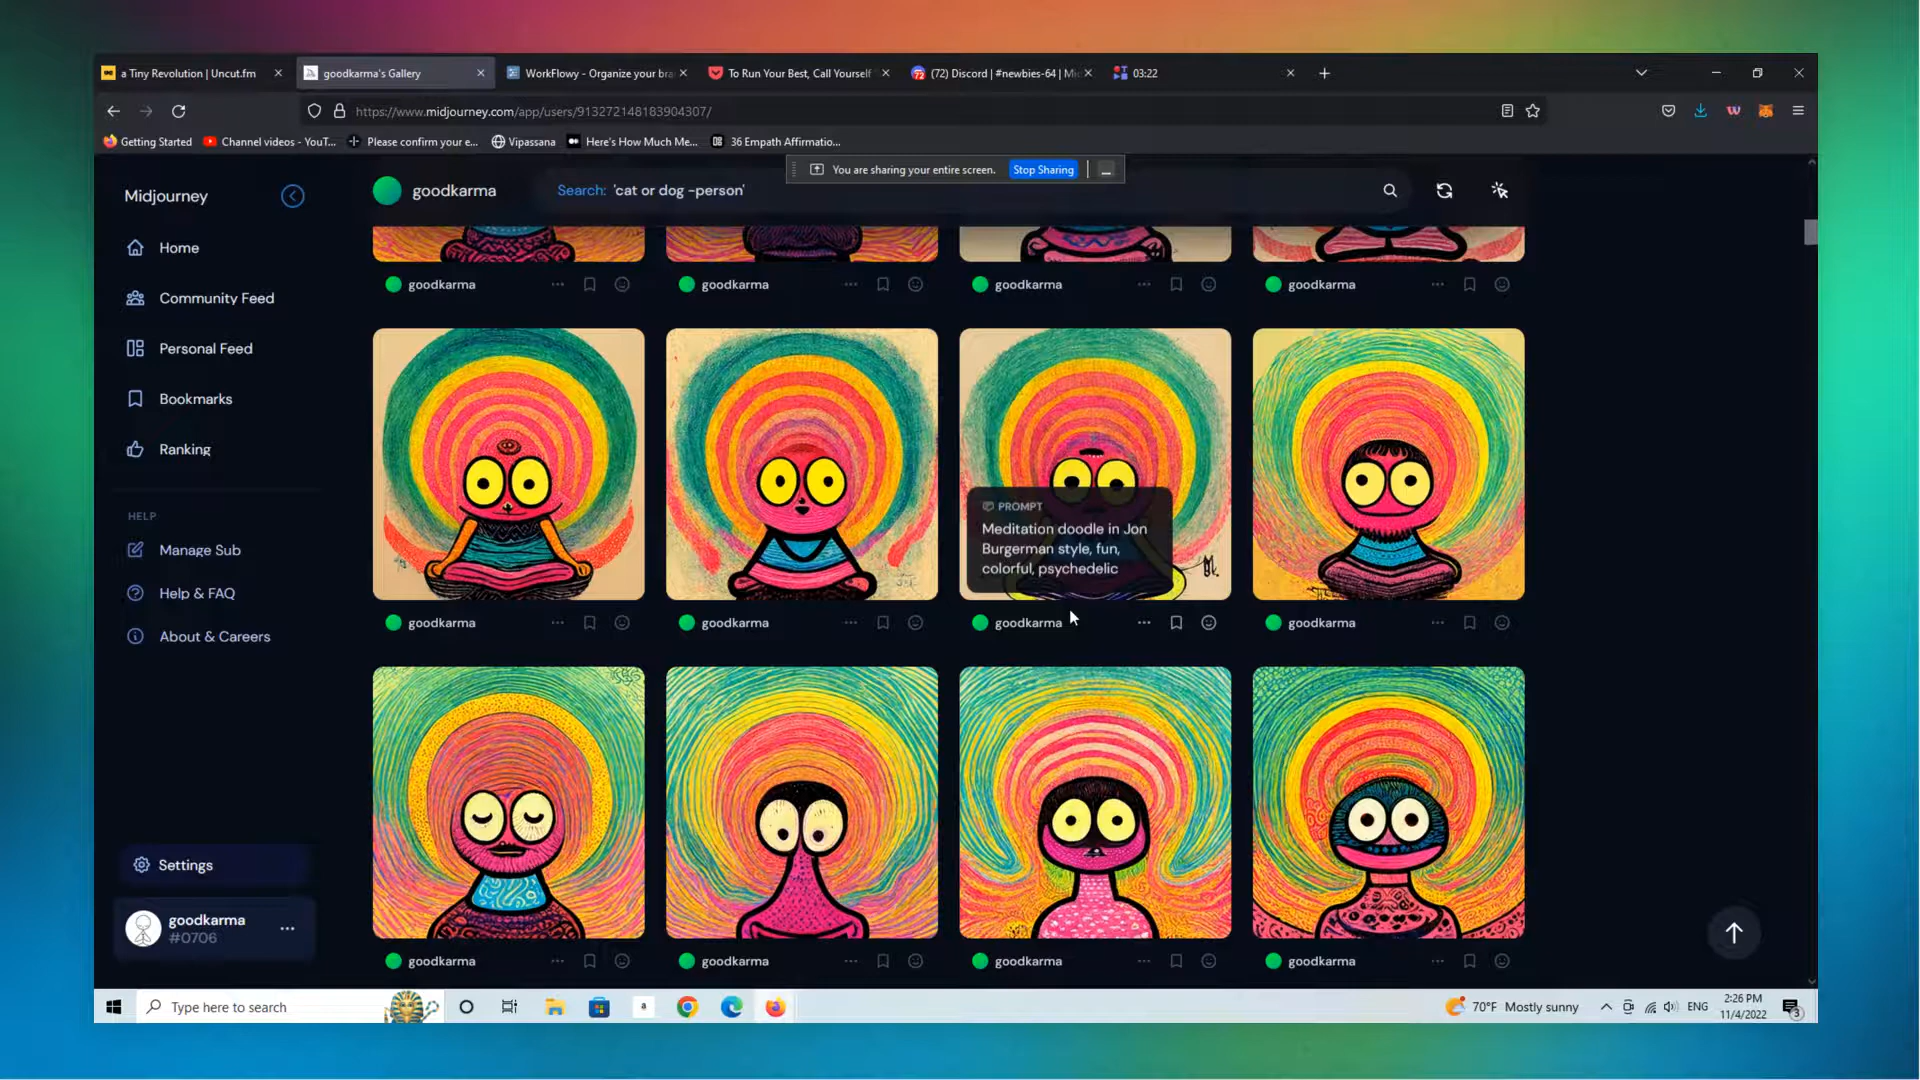 a Tiny Revolution | Uncut.fm
goodkarma's Gallery
WorkFlowy - Organize your bra
To Run Your Best, Call Yourself
(72) Discord | #newbies-64 | Mi
03:22
https://www.midjourney.com/app/users/913272148183904307/
Getting Started
Channel videos - YouT...
Please confirm your e...
Vipassana
Here's How Much Me...
36 Empath Affirmatio...
You are sharing your entire screen.
Stop Sharing
Midjourney
goodkarma
Search: 'cat or dog -person'
Home
Community Feed
Personal Feed
Bookmarks
Ranking
HELP
Manage Sub
Help & FAQ
About & Careers
Settings
goodkarma
#0706
goodkarma
goodkarma
goodkarma
goodkarma
PROMPT
Meditation doodle in Jon
Burgerman style, fun,
colorful, psychedelic
goodkarma
goodkarma
goodkarma
goodkarma
goodkarma
goodkarma
goodkarma
goodkarma
Type here to search
70°F Mostly sunny
ENG
2:26 PM
11/4/2022
3